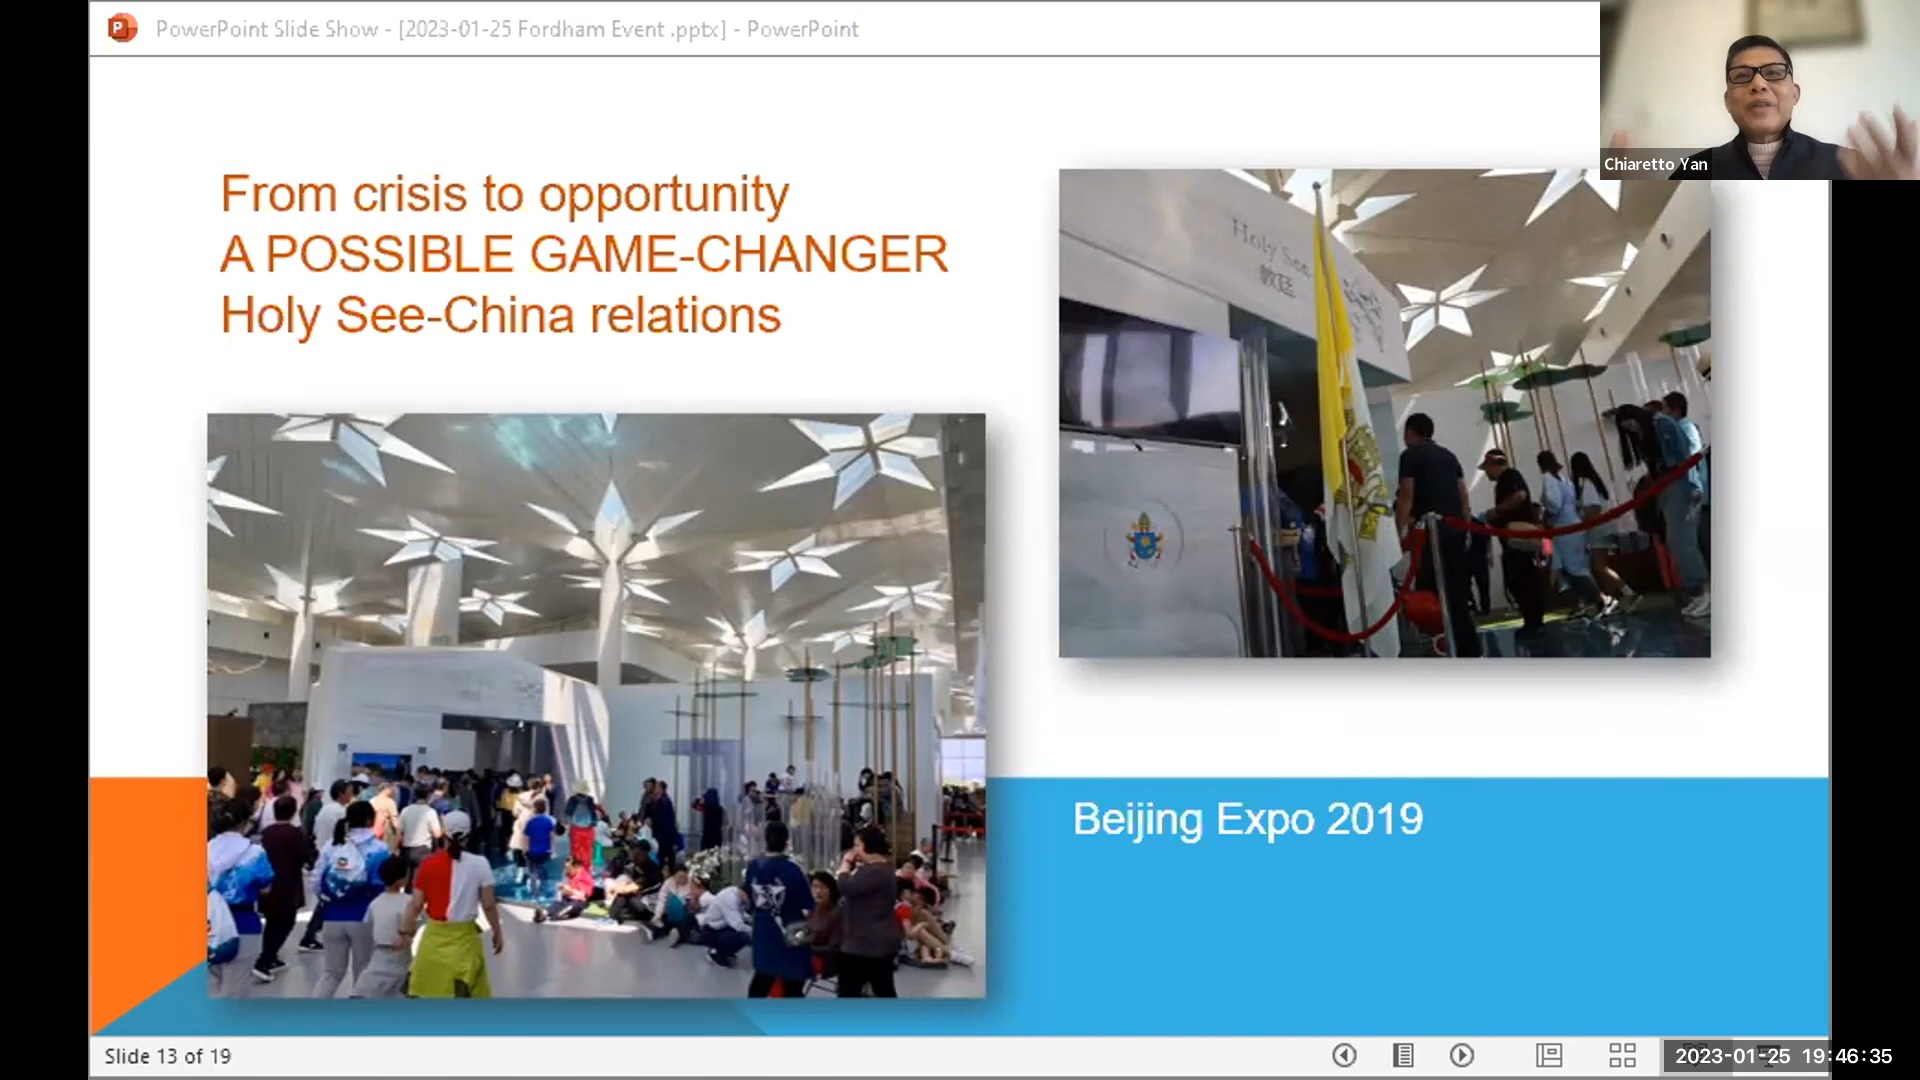 PowerPoint Slide Show - [2023-01-25 Fordham Event .pptx] - PowerPoint
Chiaretto Yan
From crisis to opportunity
A POSSIBLE GAME-CHANGER
Holy See-China relations
Holy See
教廷
Beijing Expo 2019
Slide 13 of 19
2023-01-25 19:46:35